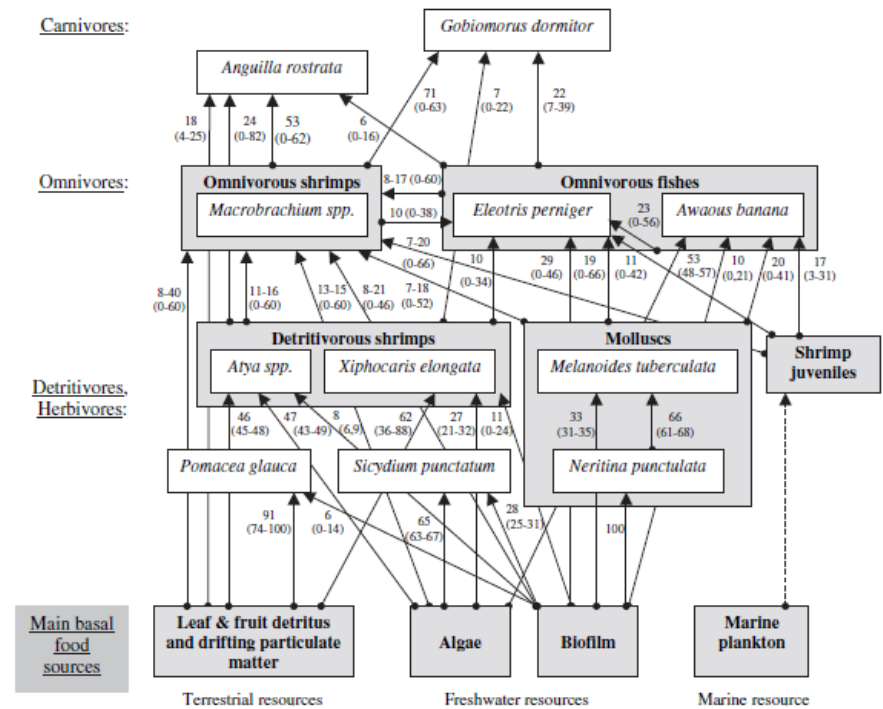 Carnivores:
Gobiomorus dormitor
Anguilla rostrata
18
(4-25)
24
(0-82)
53
(0-62)
6
(0-16)
71
(0-63)
7
(0-22)
22
(7-39)
Omnivores:
Omnivorous shrimps
Macrobrachium spp.
8-17 (0-60)
10 (0-38)
Omnivorous fishes
Eleotris perniger
23
(0-56)
Awaous banana
7-20
(0-66)
8-40
(0-60)
11-16
(0-60)
13-15
(0-60)
8-21
(0-46)
7-18
(0-52)
10
(0-34)
29
(0-46)
19
(0-66)
11
(0-42)
53
(48-57)
10
(0,21)
20
(0-41)
17
(3-31)
Detritivores,
Herbivores:
Detritivorous shrimps
Atya spp.
Xiphocaris elongata
Molluscs
Melanoides tuberculata
Shrimp
juveniles
46
(45-48)
47
(43-49)
8
(6,9)
62
(36-88)
27
(21-32)
11
(0-24)
33
(31-35)
66
(61-68)
Pomacea glauca
Sicydium punctatum
Neritina punctulata
91
(74-100)
6
(0-14)
65
(63-67)
28
(25-31)
100
Main basal
food
sources
Leaf & fruit detritus
and drifting particulate
matter
Algae
Biofilm
Marine
plankton
Terrestrial resources
Freshwater resources
Marine resource